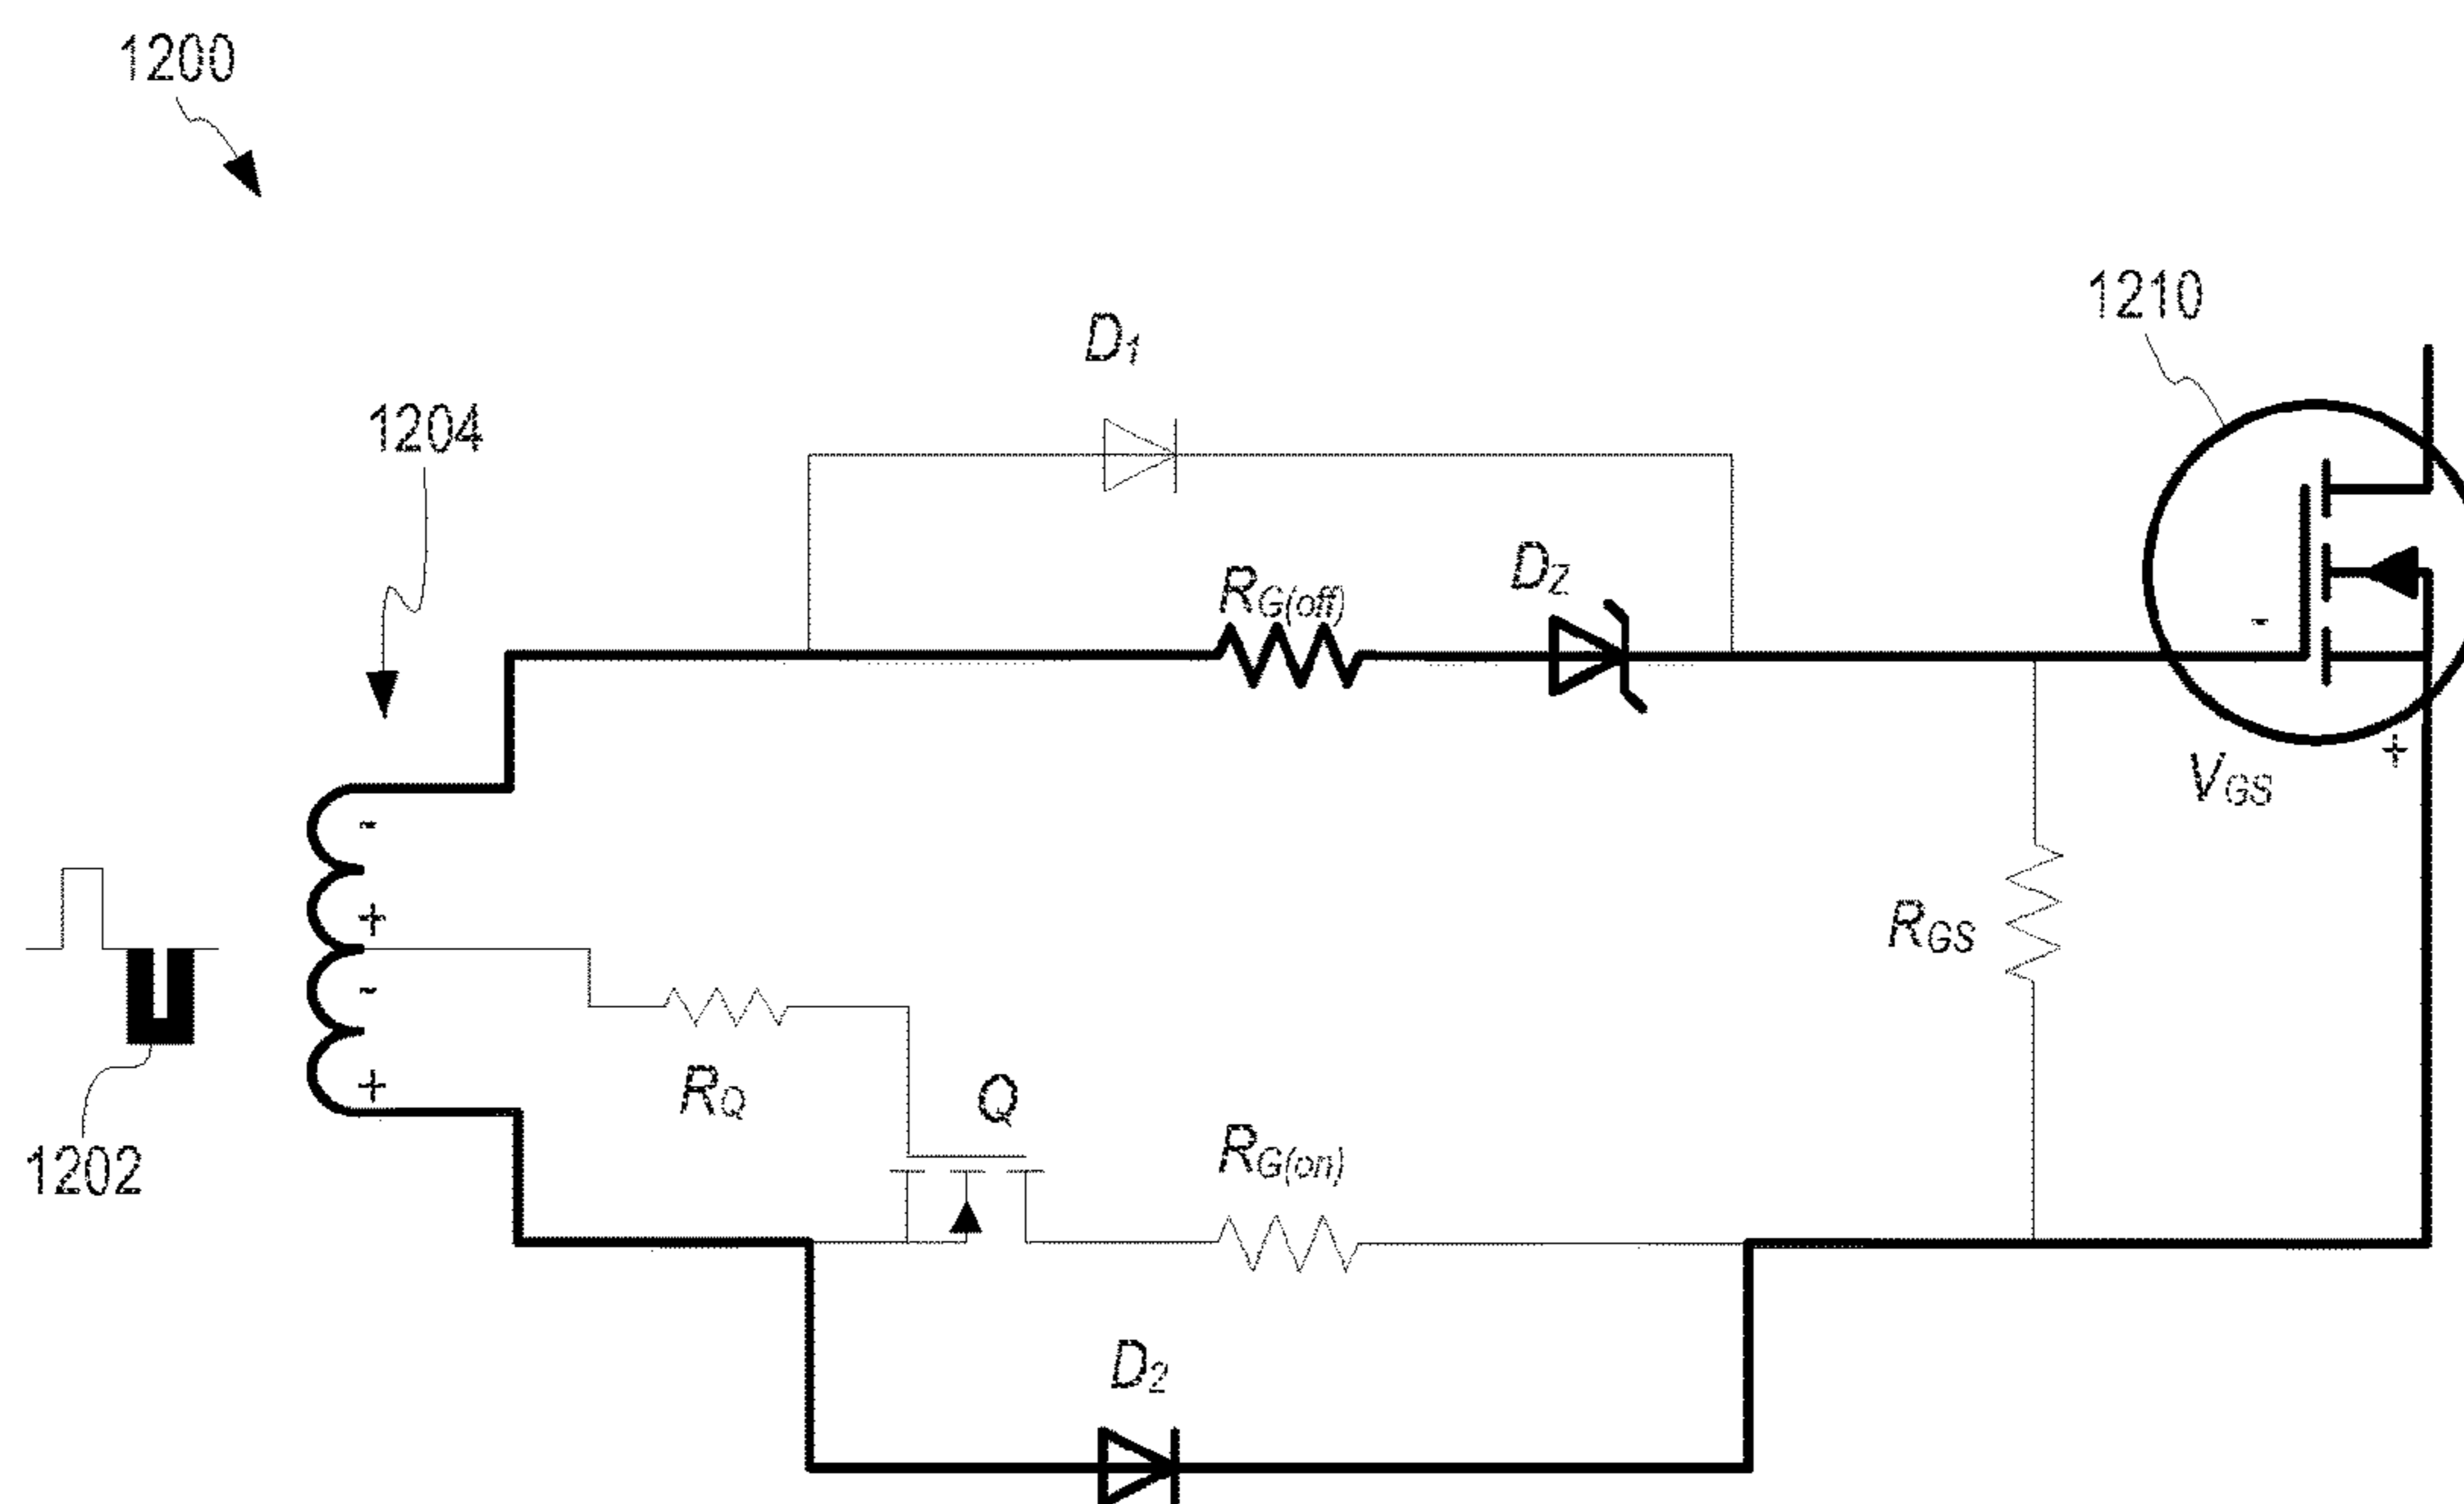 1200
1210
D1
1204
RG(off)
DZ
-
-
+
VGS
+
RGS
-
+
RQ
Q
RG(on)
1202
D2